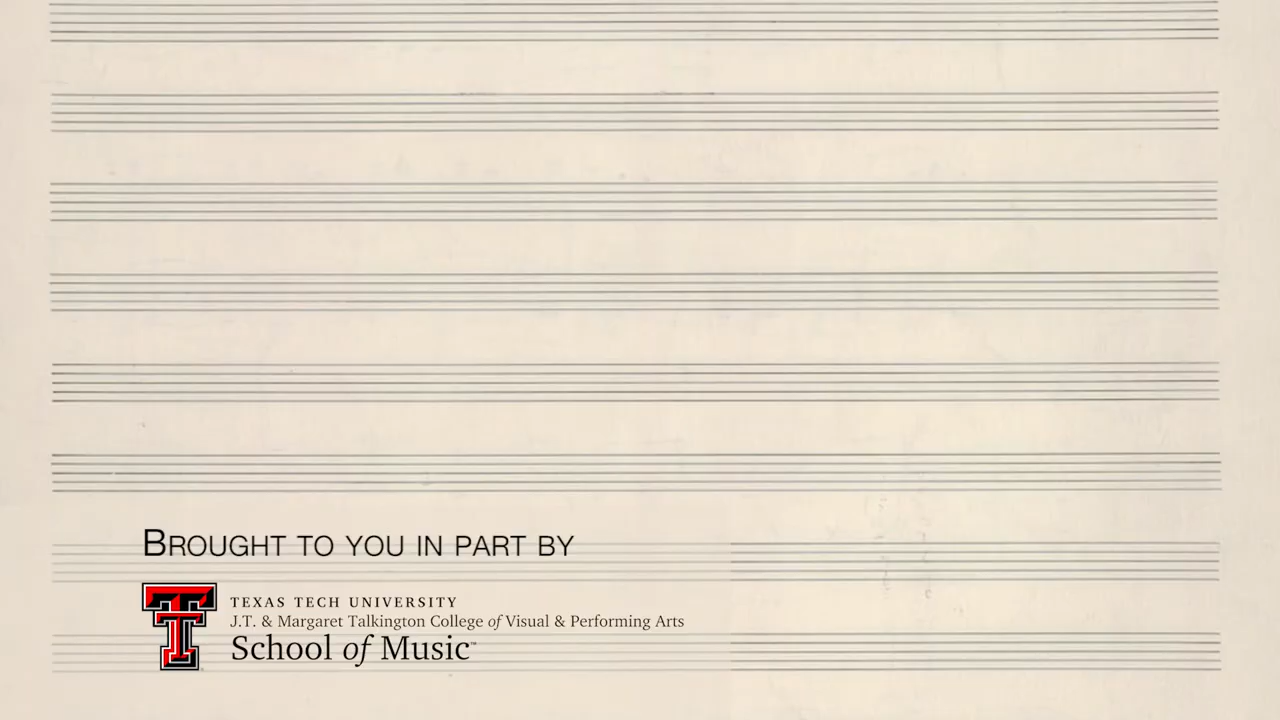 BROUGHT TO YOU IN PART BY
TEXAS TECH UNIVERSITY
J.T. & Margaret Talkington College of Visual & Performing Arts
School of Music™